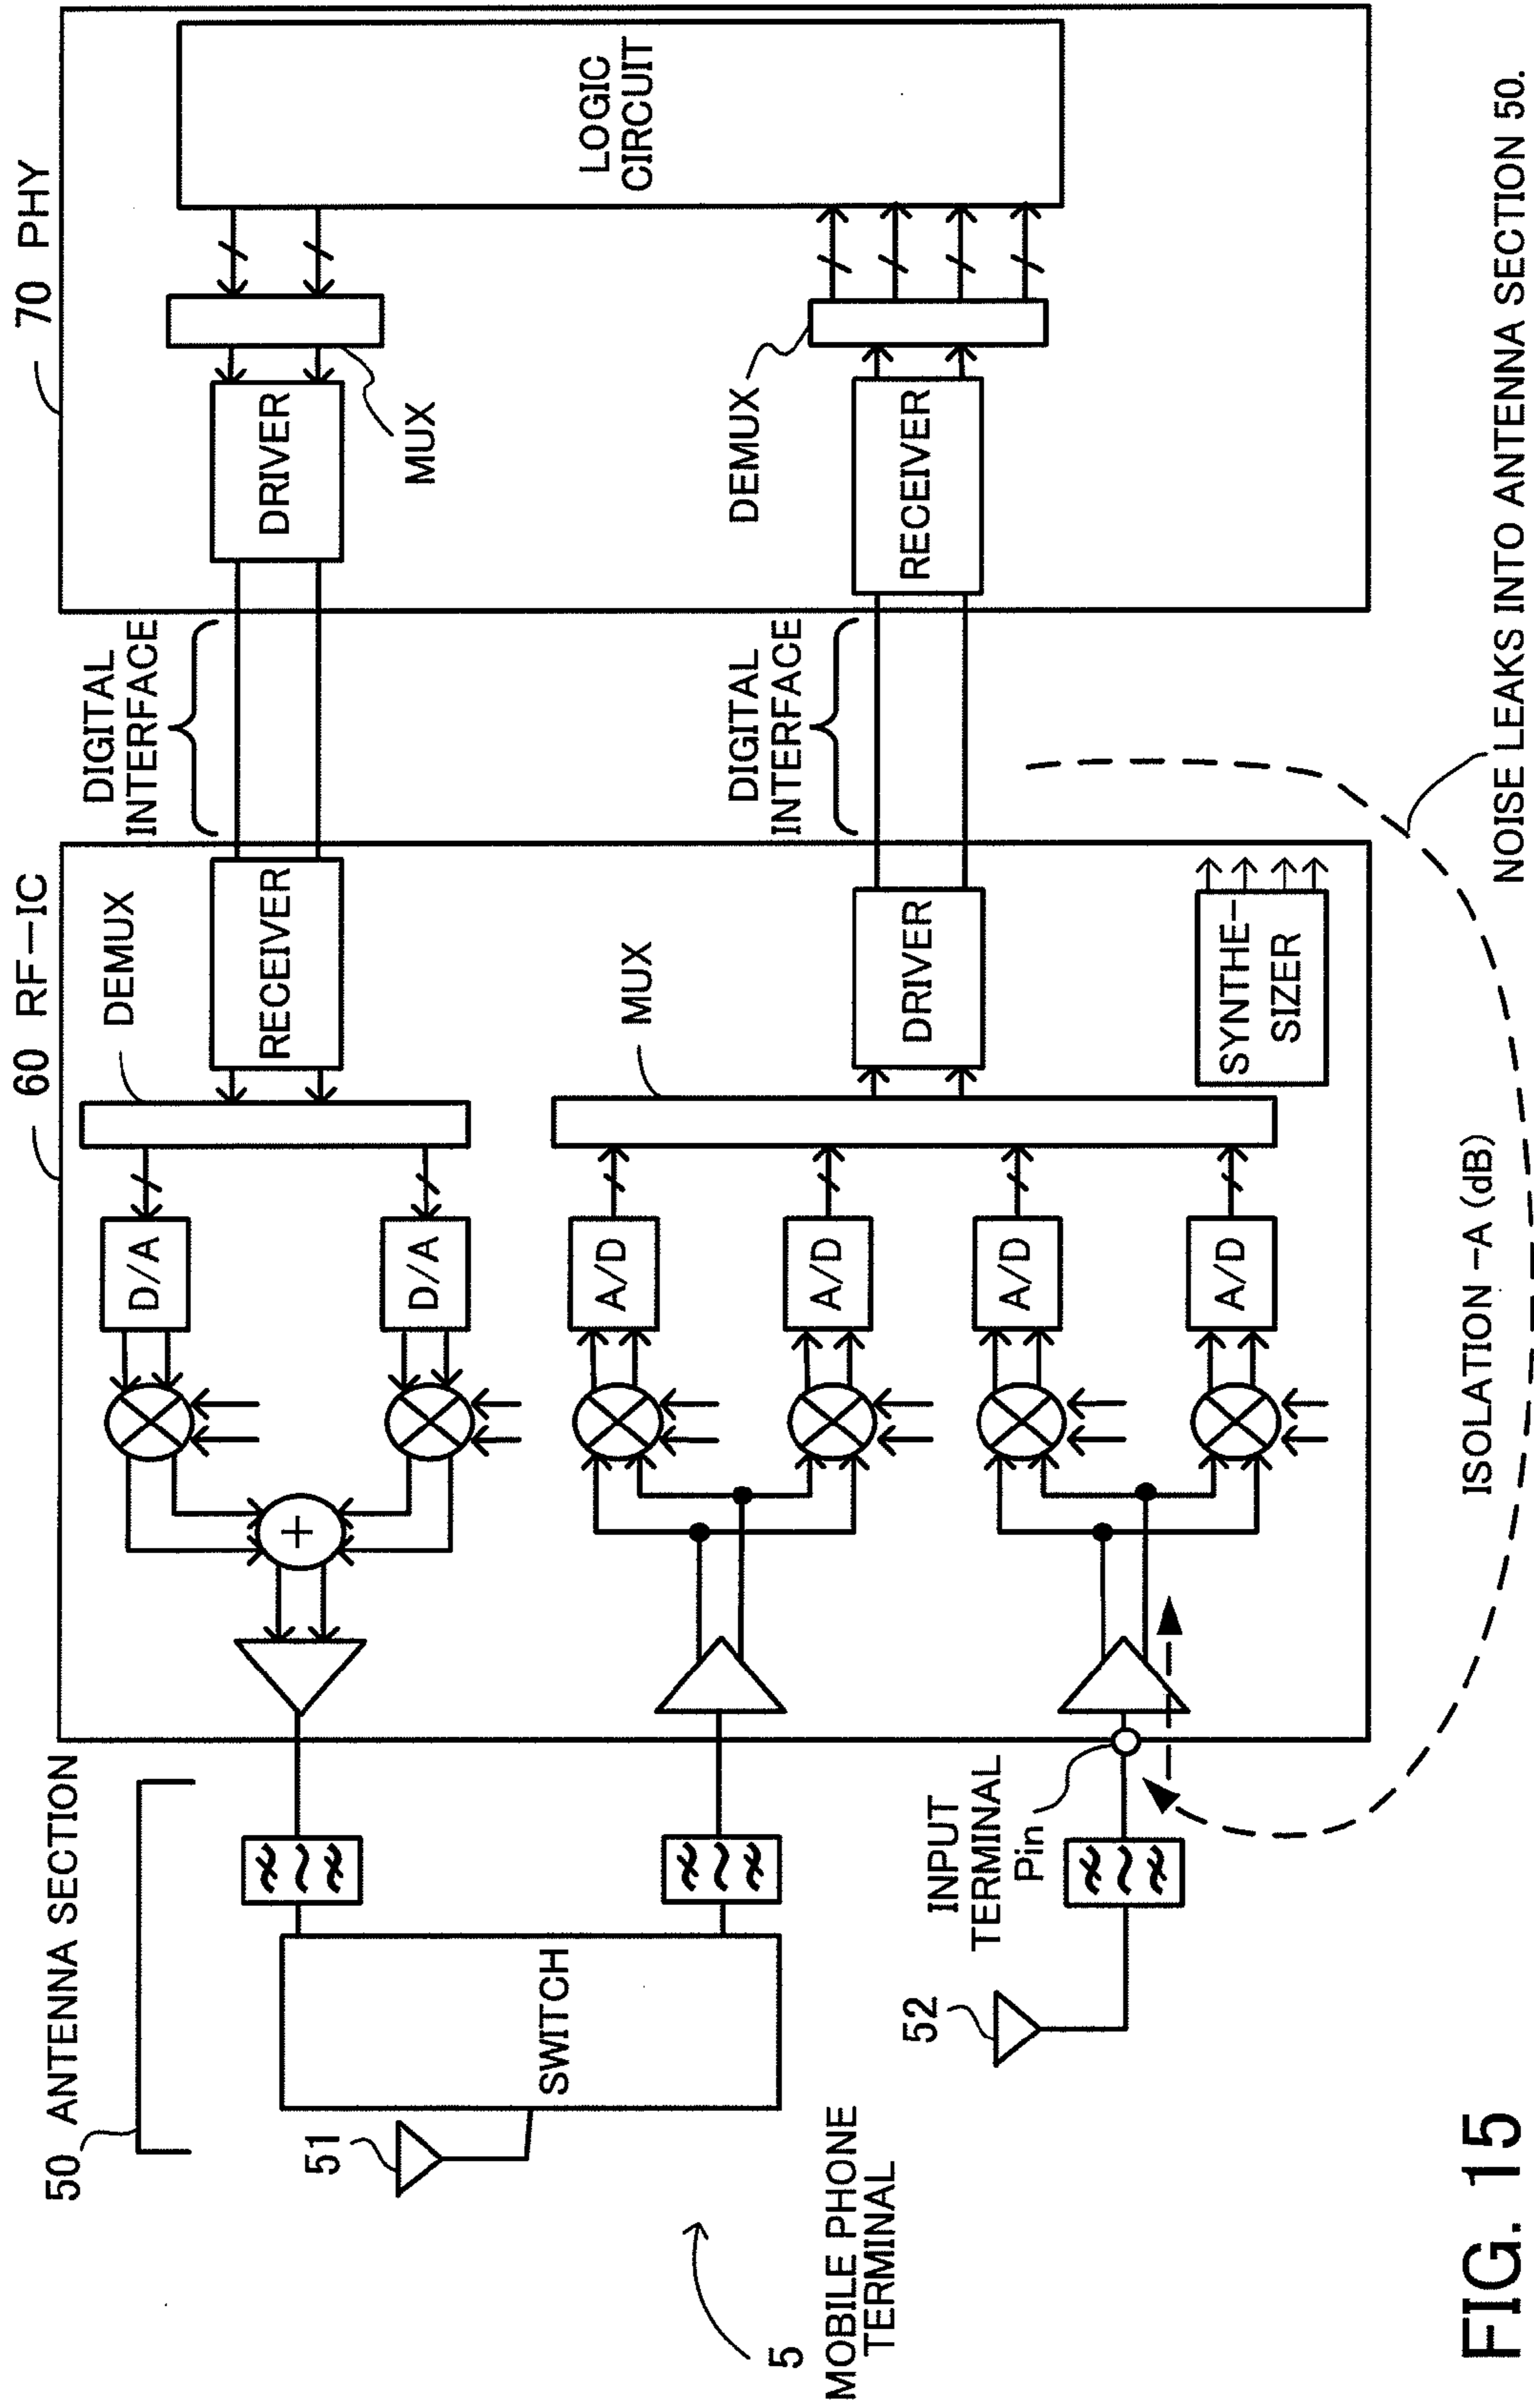 50 ANTENNA SECTION
60 RF-IC
70 PHY
DEMUX
DIGITAL
INTERFACE
D/A
RECEIVER
DRIVER
MUX
D/A
LOGIC
CIRCUIT
51
SWITCH
A/D
MUX
DIGITAL
INTERFACE
DEMUX
A/D
DRIVER
RECEIVER
5
MOBILE PHONE
TERMINAL
52
INPUT
TERMINAL
Pin
A/D
A/D
SYNTHE-
SIZER
ISOLATION -A (dB)
NOISE LEAKS INTO ANTENNA SECTION 50.
FIG. 15